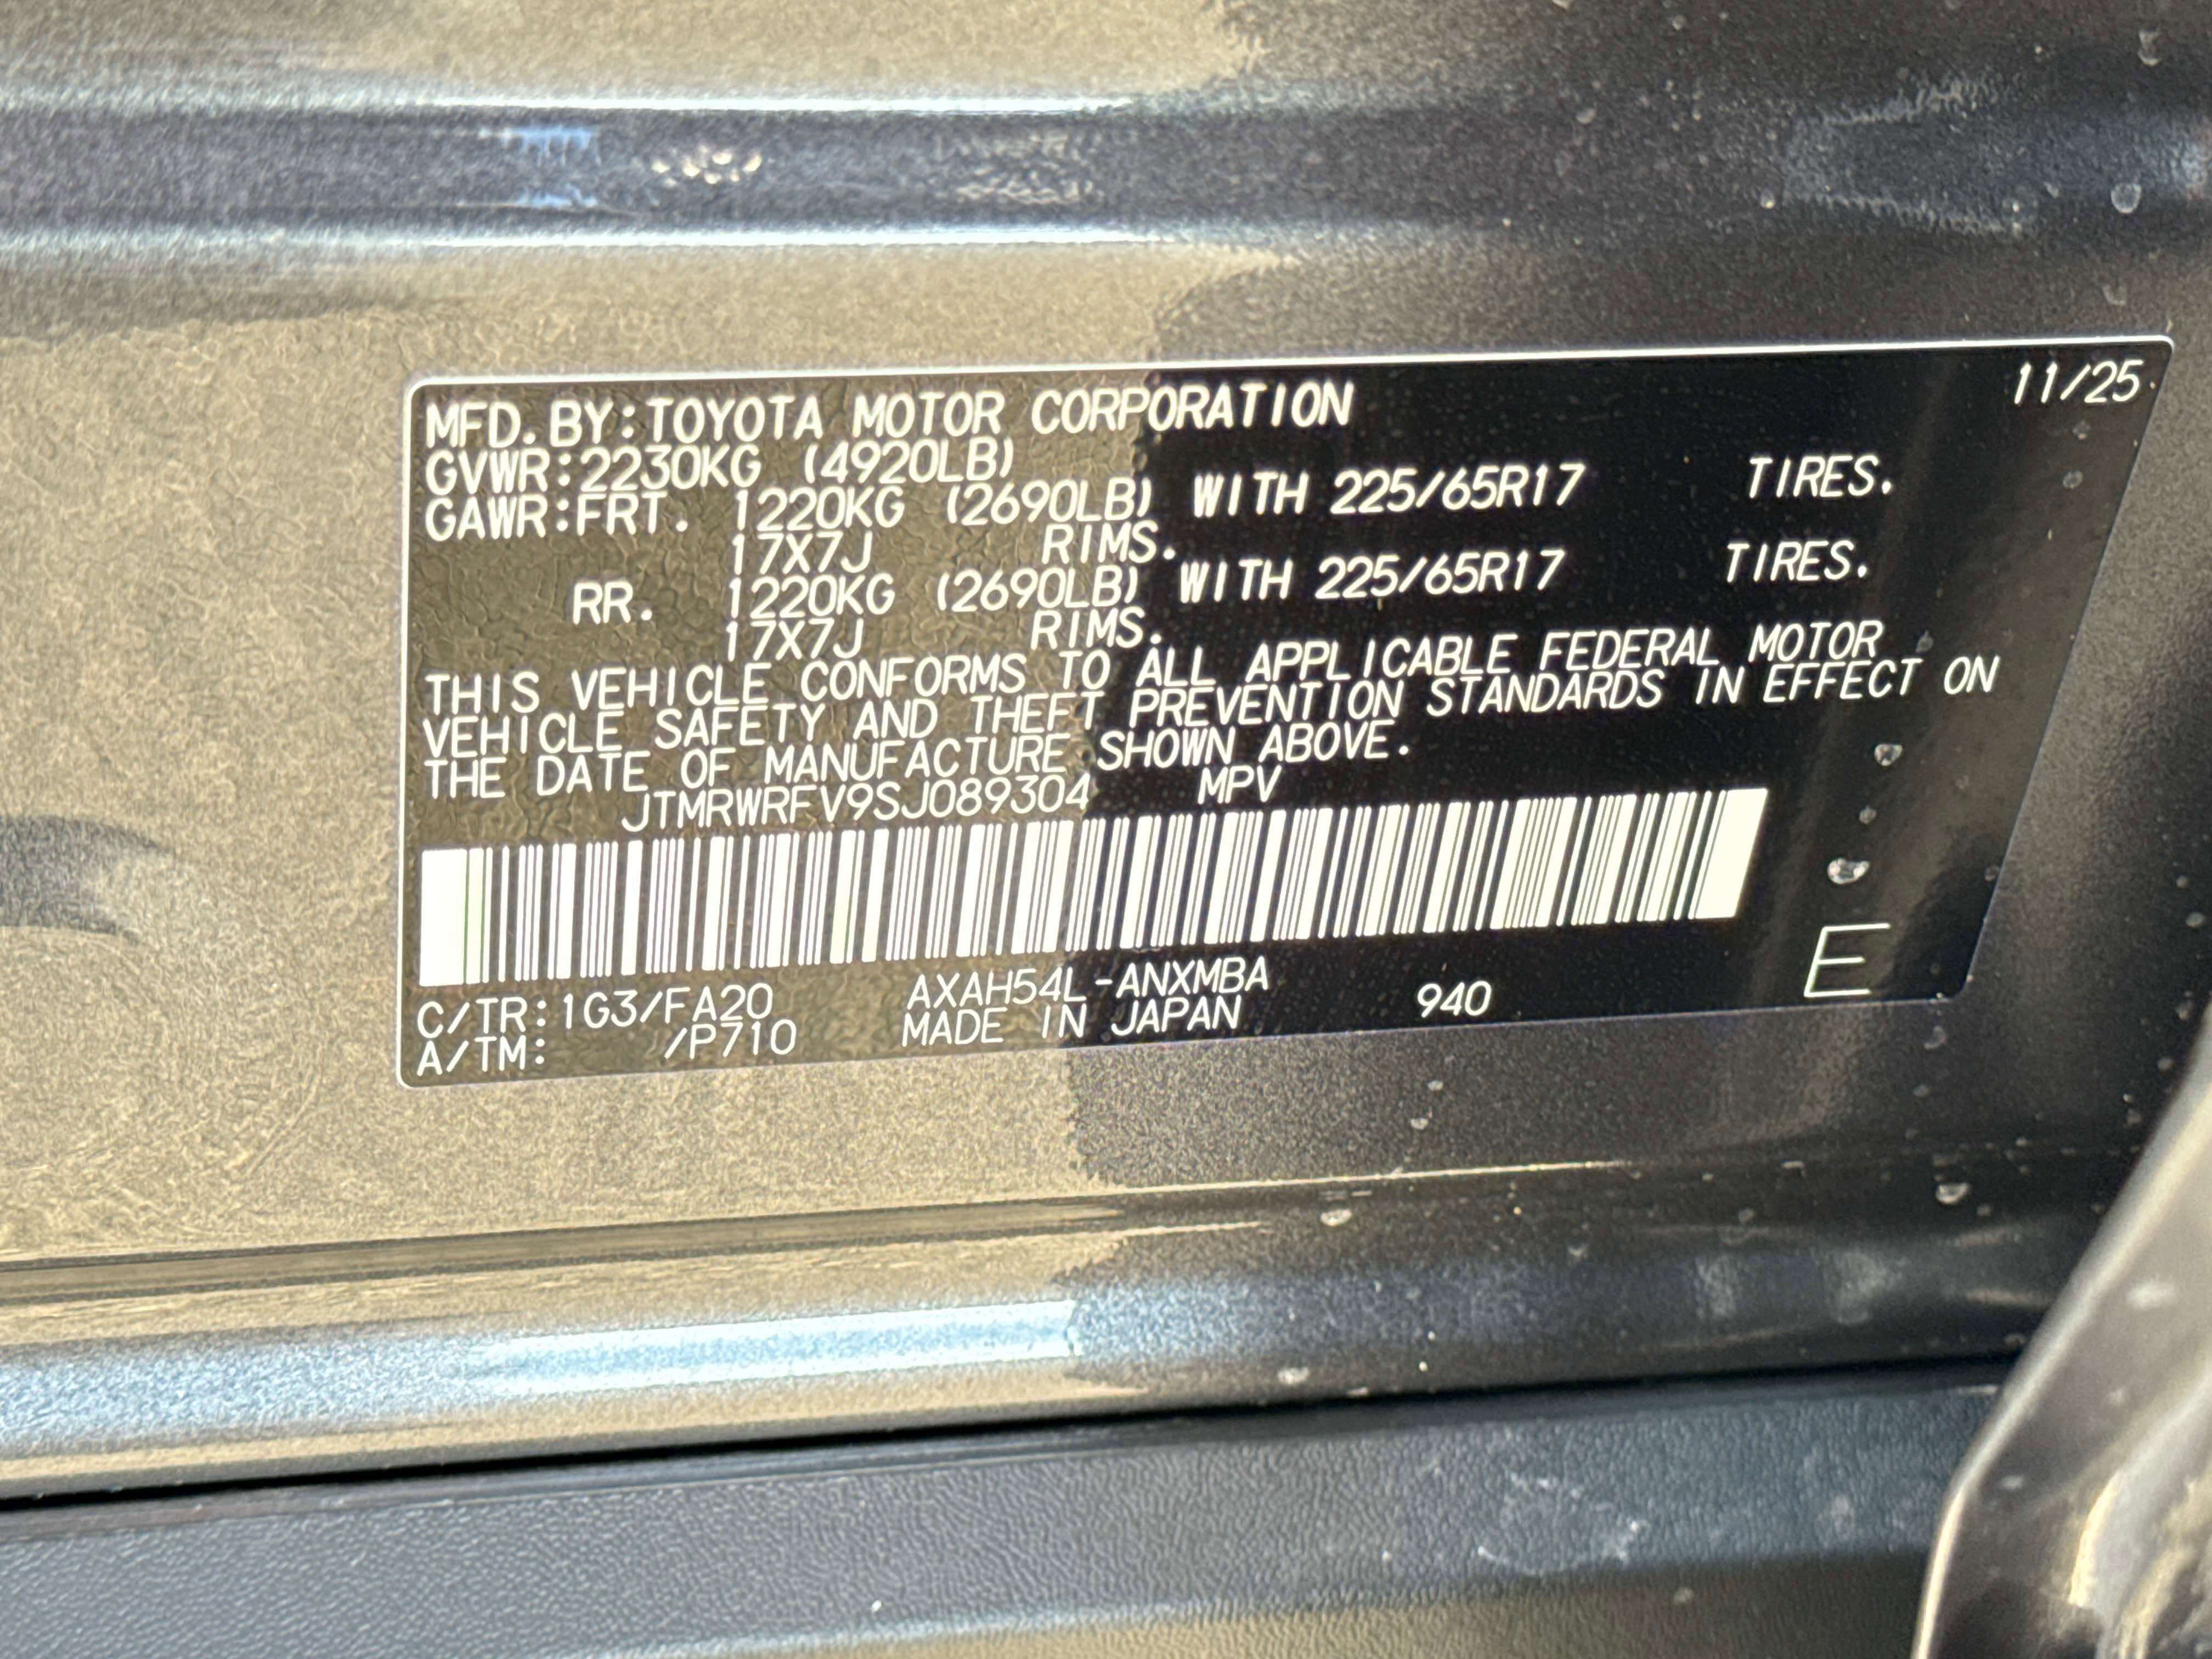 11/25
MFD.BY:TOYOTA MOTOR CORPORATION
GVWR:2230KG (4920LB)
GAWR:FRT. 1220KG (2690LB) WITH 225/65R17 TIRES.
17X7J RIMS.
RR. 1220KG (2690LB) WITH 225/65R17 TIRES.
17X7J RIMS.
THIS VEHICLE CONFORMS TO ALL APPLICABLE FEDERAL MOTOR
VEHICLE SAFETY AND THEFT PREVENTION STANDARDS IN EFFECT ON
THE DATE OF MANUFACTURE SHOWN ABOVE.
JTMRWRFV9SJ089304 MPV
C/TR:1G3/FA20 AXAH54L-ANXMBA 940 E
A/TM: /P710 MADE IN JAPAN